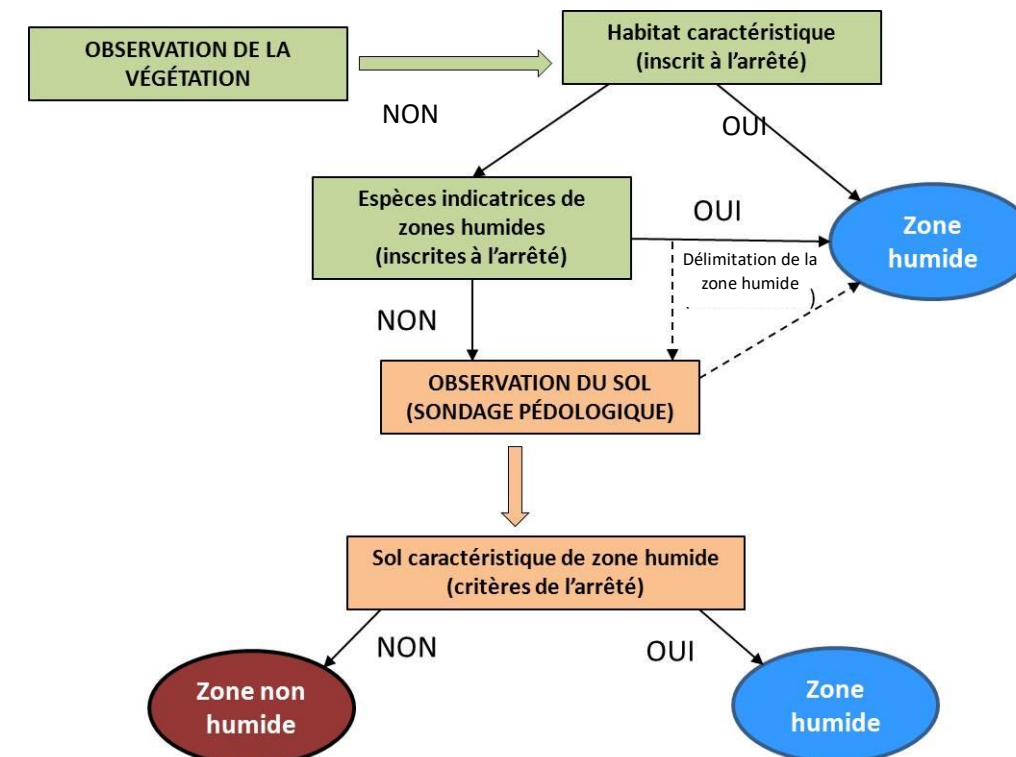 OBSERVATION DE LA
VÉGÉTATION
Habitat caractéristique
(inscrit à l'arrêté)
NON
OUI
Espèces indicatrices de
zones humides
(inscrites à l'arrêté)
OUI
Zone
humide
Délimitation de la
zone humide
)
NON
OBSERVATION DU SOL
(SONDAGE PÉDOLOGIQUE)
Sol caractéristique de zone humide
(critères de l'arrêté)
NON
OUI
Zone non
humide
Zone
humide